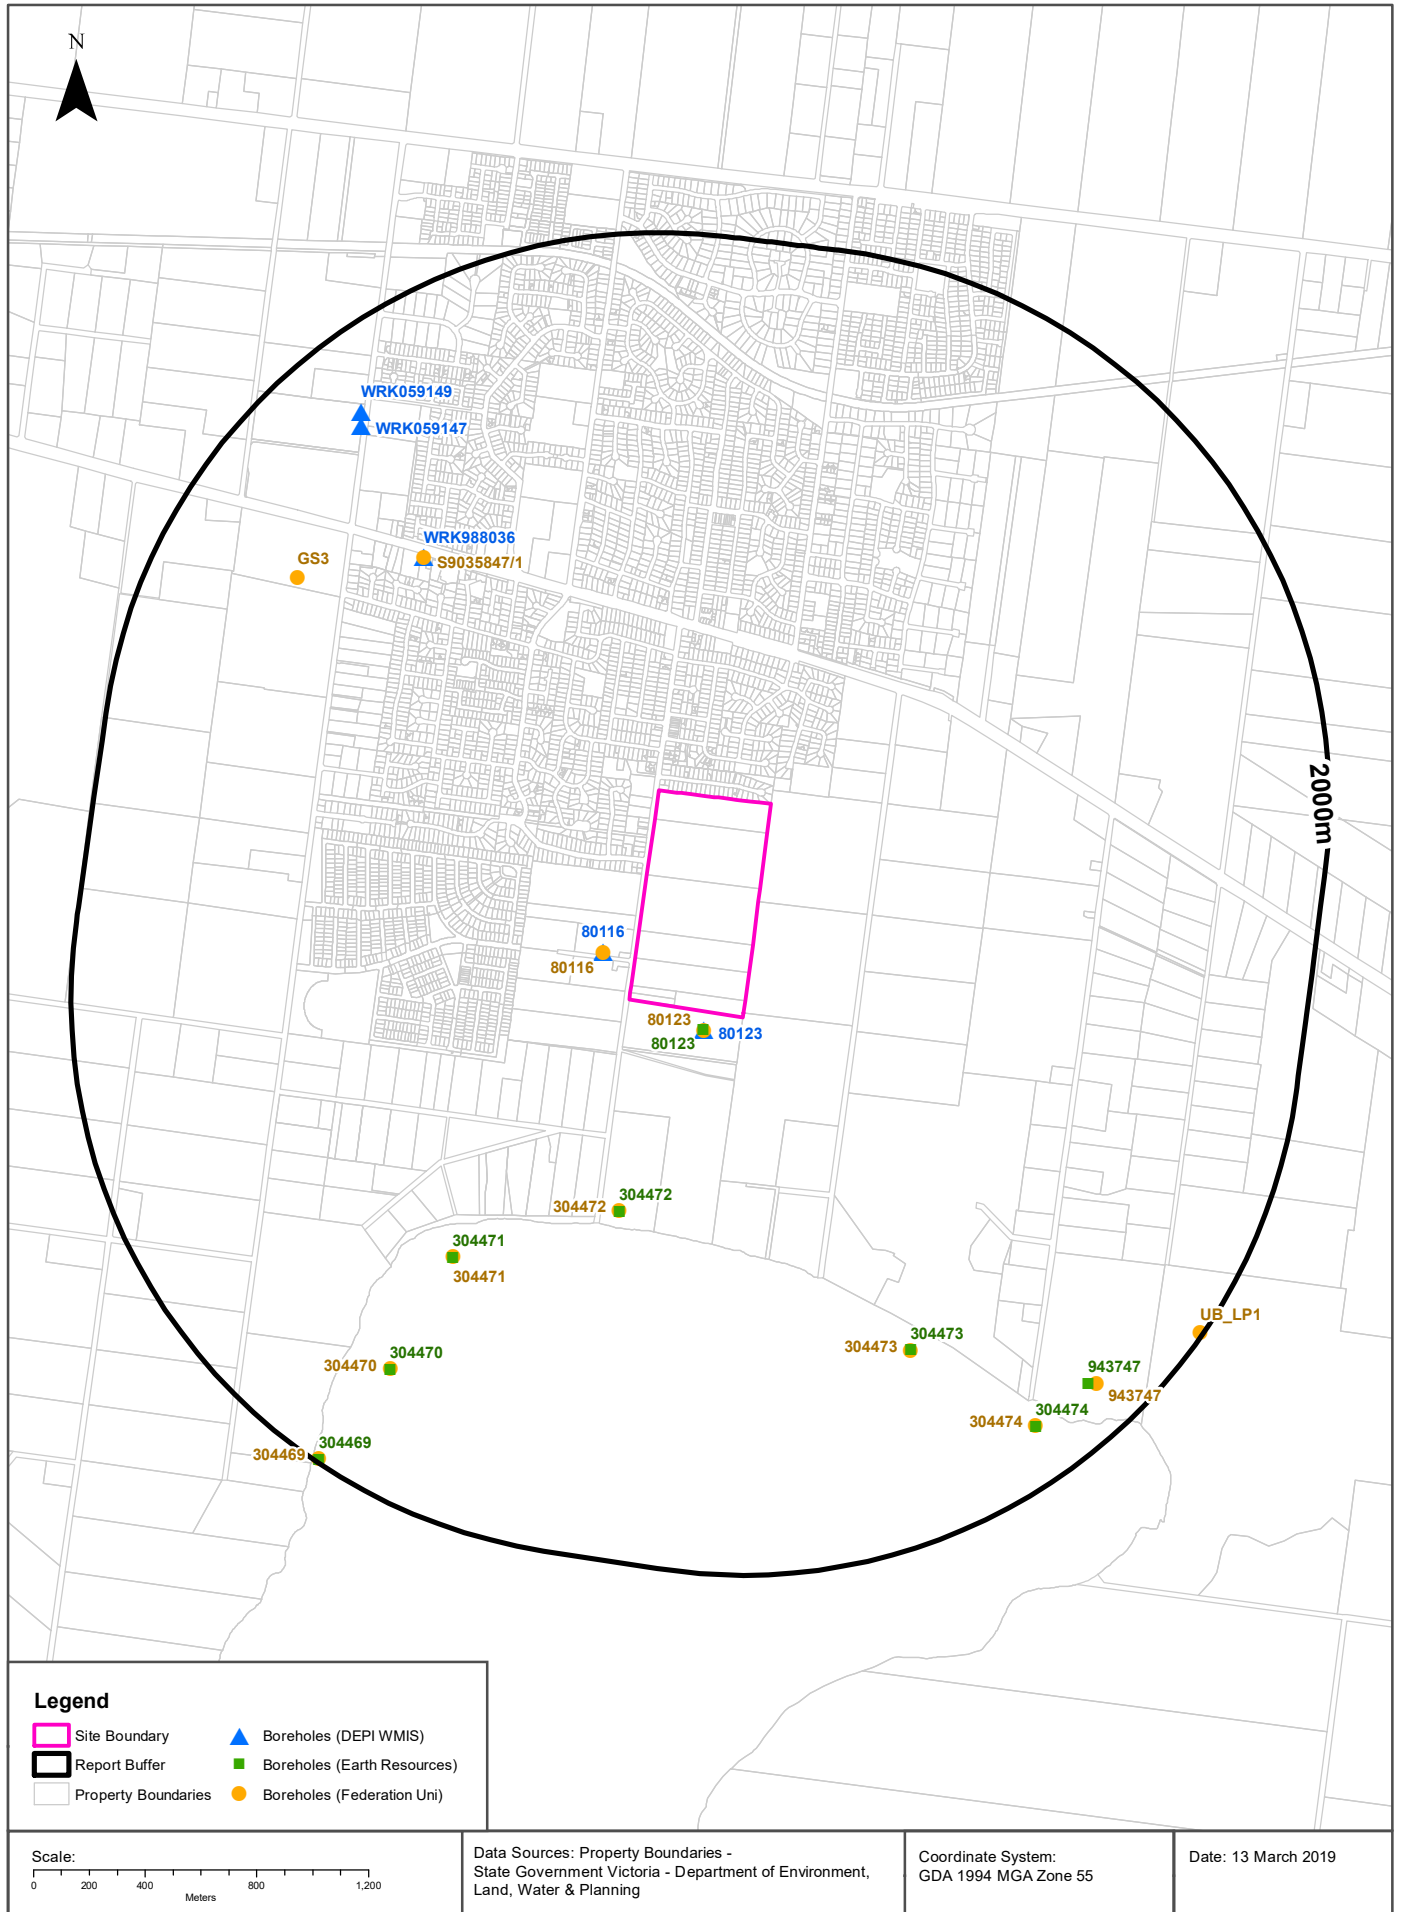 N
WRK059149
WRK059147
WRK988036
S9035847/1
GS3
2000m
80116
80116
80123
80123
80123
304472
304472
304471
304471
UB_LP1
304473
304473
304470
304470
943747
943747
304474
304474
304469
304469
Legend
Site Boundary
Report Buffer
Property Boundaries
Boreholes (DEPI WMIS)
Boreholes (Earth Resources)
Boreholes (Federation Uni)
Scale:
0 200 400 800 1,200
Meters
Data Sources: Property Boundaries -
State Government Victoria - Department of Environment,
Land, Water & Planning
Coordinate System:
GDA 1994 MGA Zone 55
Date: 13 March 2019